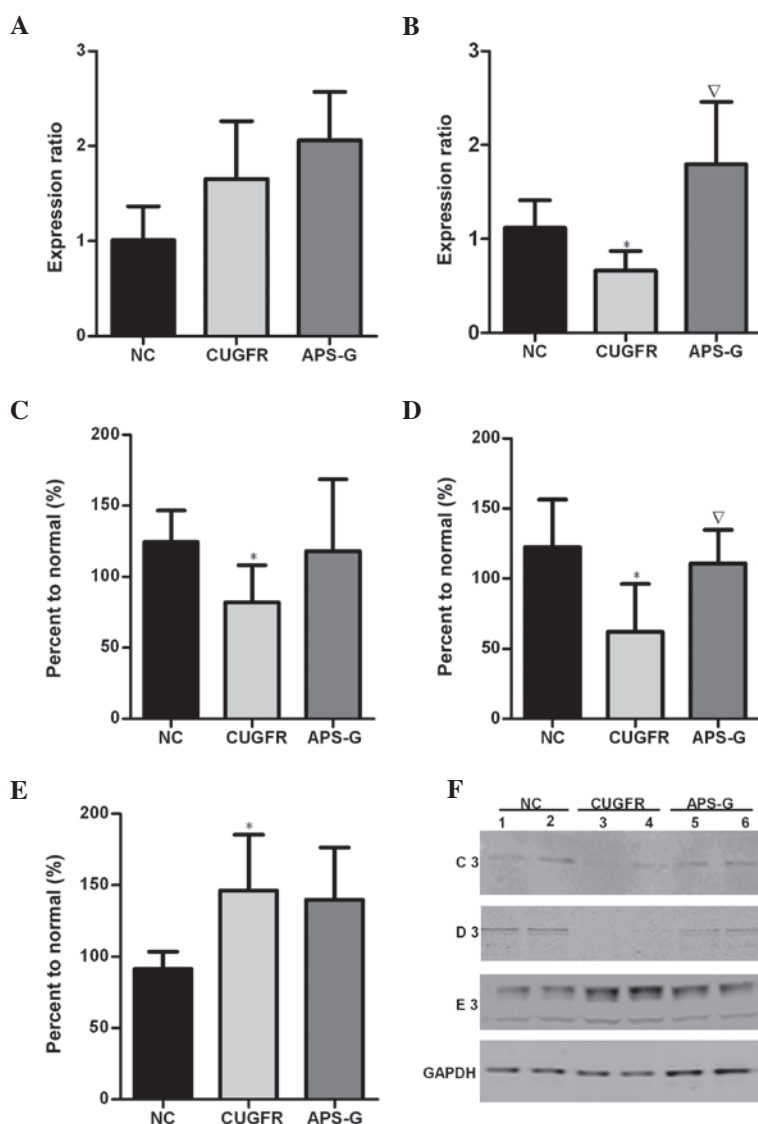 A
Expression ratio
3
2
1
0
NC CUGFR APS-G
B
Expression ratio
3
2
1
0
*
▽
NC CUGFR APS-G
C
Percent to normal (%)
200
150
100
50
0
*
NC CUGFR APS-G
D
Percent to normal (%)
200
150
100
50
0
*
▽
NC CUGFR APS-G
E
Percent to normal (%)
200
150
100
50
0
*
NC CUGFR APS-G
F
NC CUGFR APS-G
1 2 3 4 5 6
C 3
D 3
E 3
GAPDH